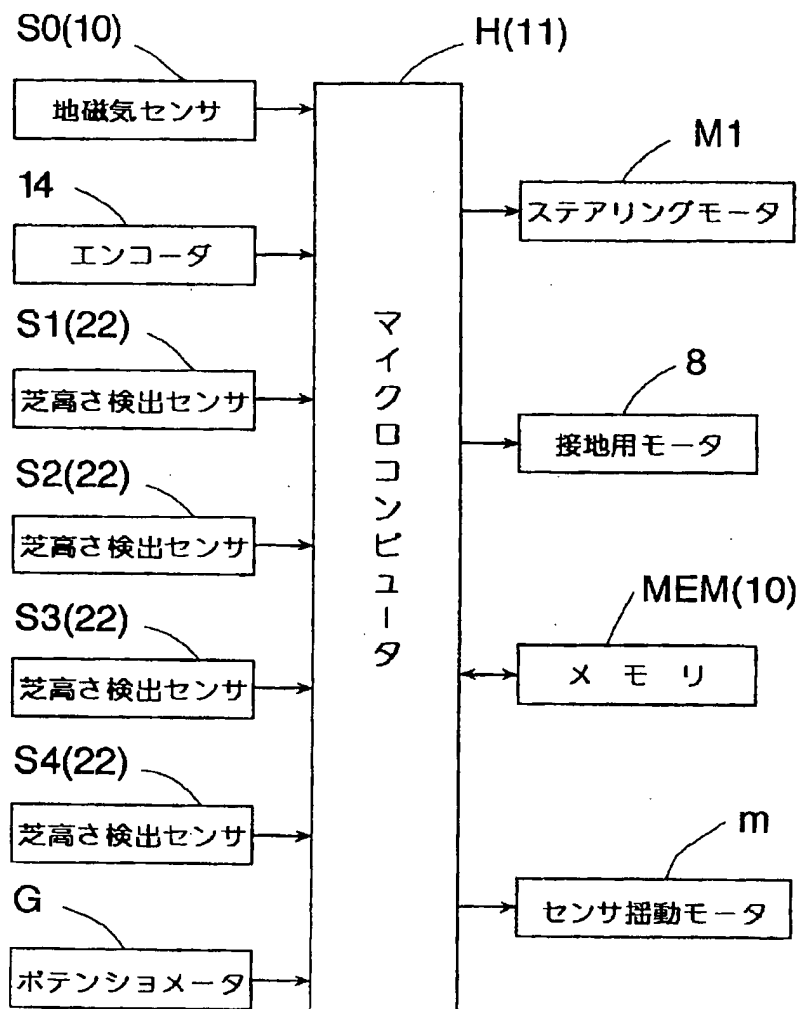 S0(10)
地磁気センサ
14
エンコーダ
S1(22)
芝高さ検出センサ
S2(22)
芝高さ検出センサ
S3(22)
芝高さ検出センサ
S4(22)
芝高さ検出センサ
G
ポテンショメータ
H(11)
マイクロコンピュータ
M1
ステアリングモータ
8
接地用モータ
MEM(10)
メモリ
m
センサ揺動モータ